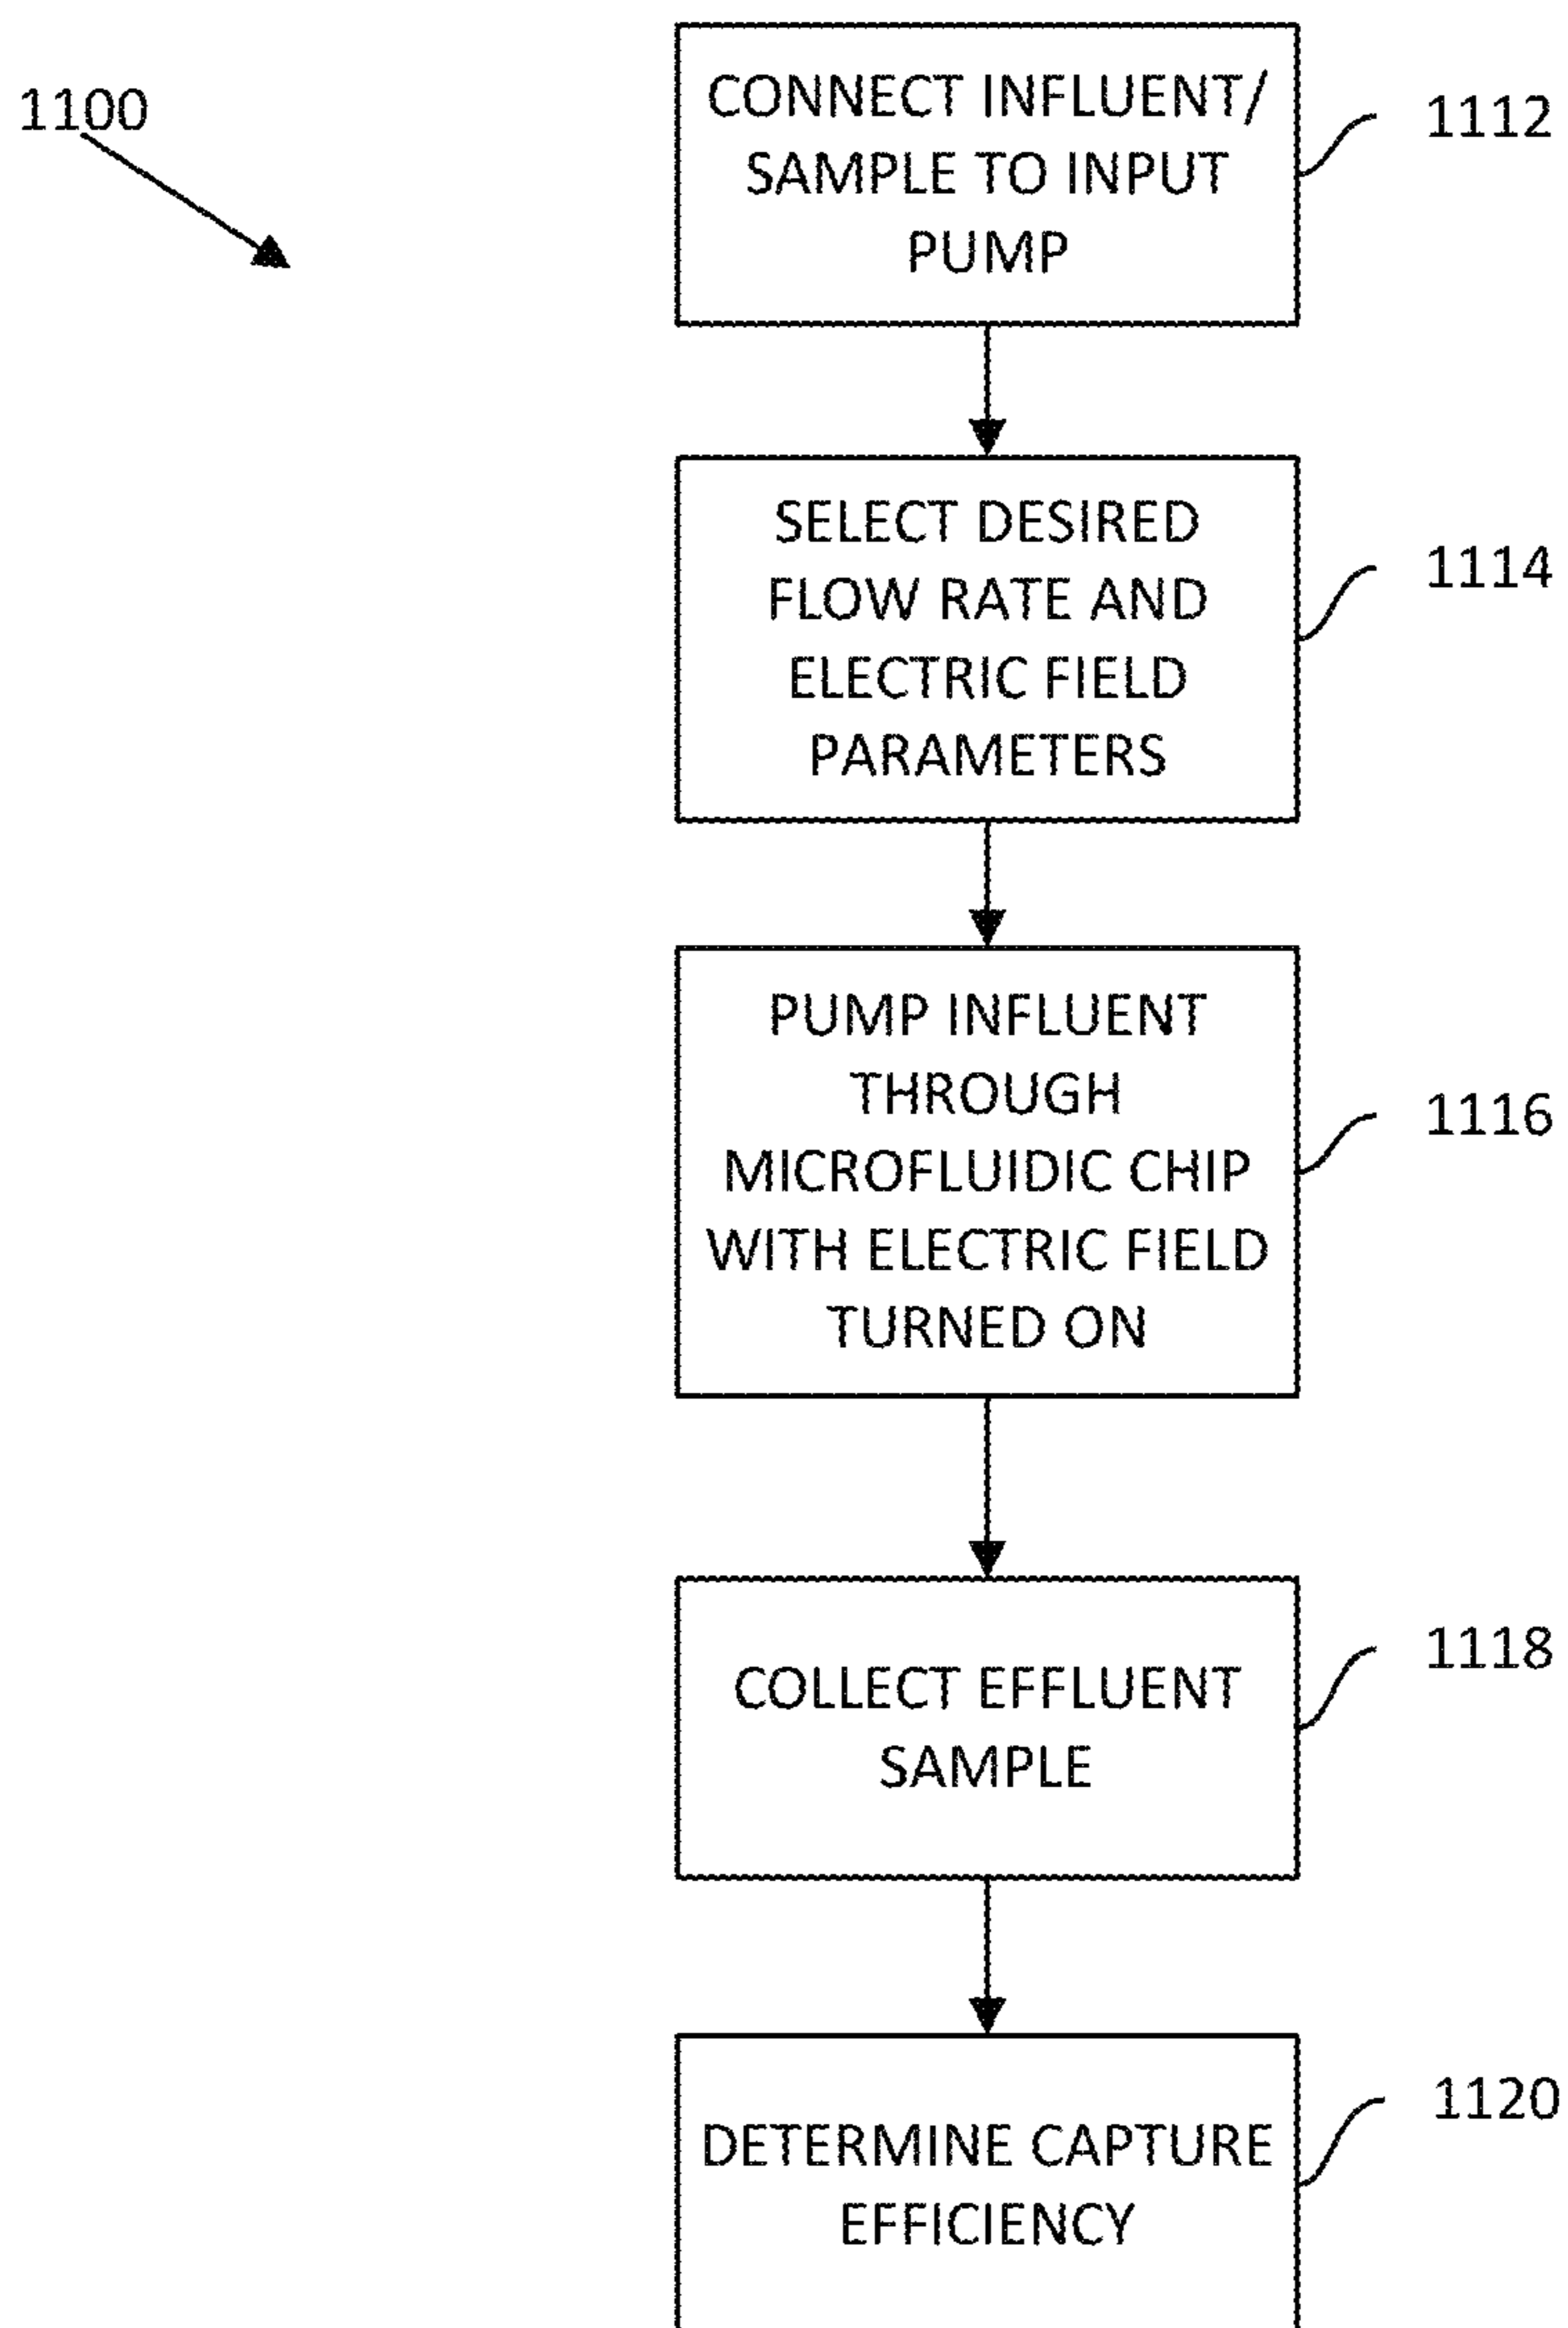 1100
CONNECT INFLUENT/
SAMPLE TO INPUT
PUMP
1112
SELECT DESIRED
FLOW RATE AND
ELECTRIC FIELD
PARAMETERS
1114
PUMP INFLUENT
THROUGH
MICROFLUIDIC CHIP
WITH ELECTRIC FIELD
TURNED ON
1116
COLLECT EFFLUENT
SAMPLE
1118
DETERMINE CAPTURE
EFFICIENCY
1120